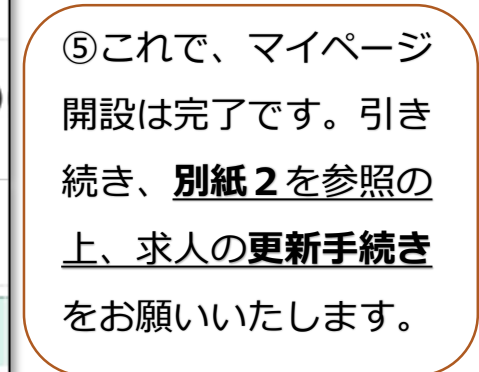 ⑤これで、マイページ
開設は完了です。引き
続き、別紙２を参照の
上、求人の更新手続き
をお願いいたします。